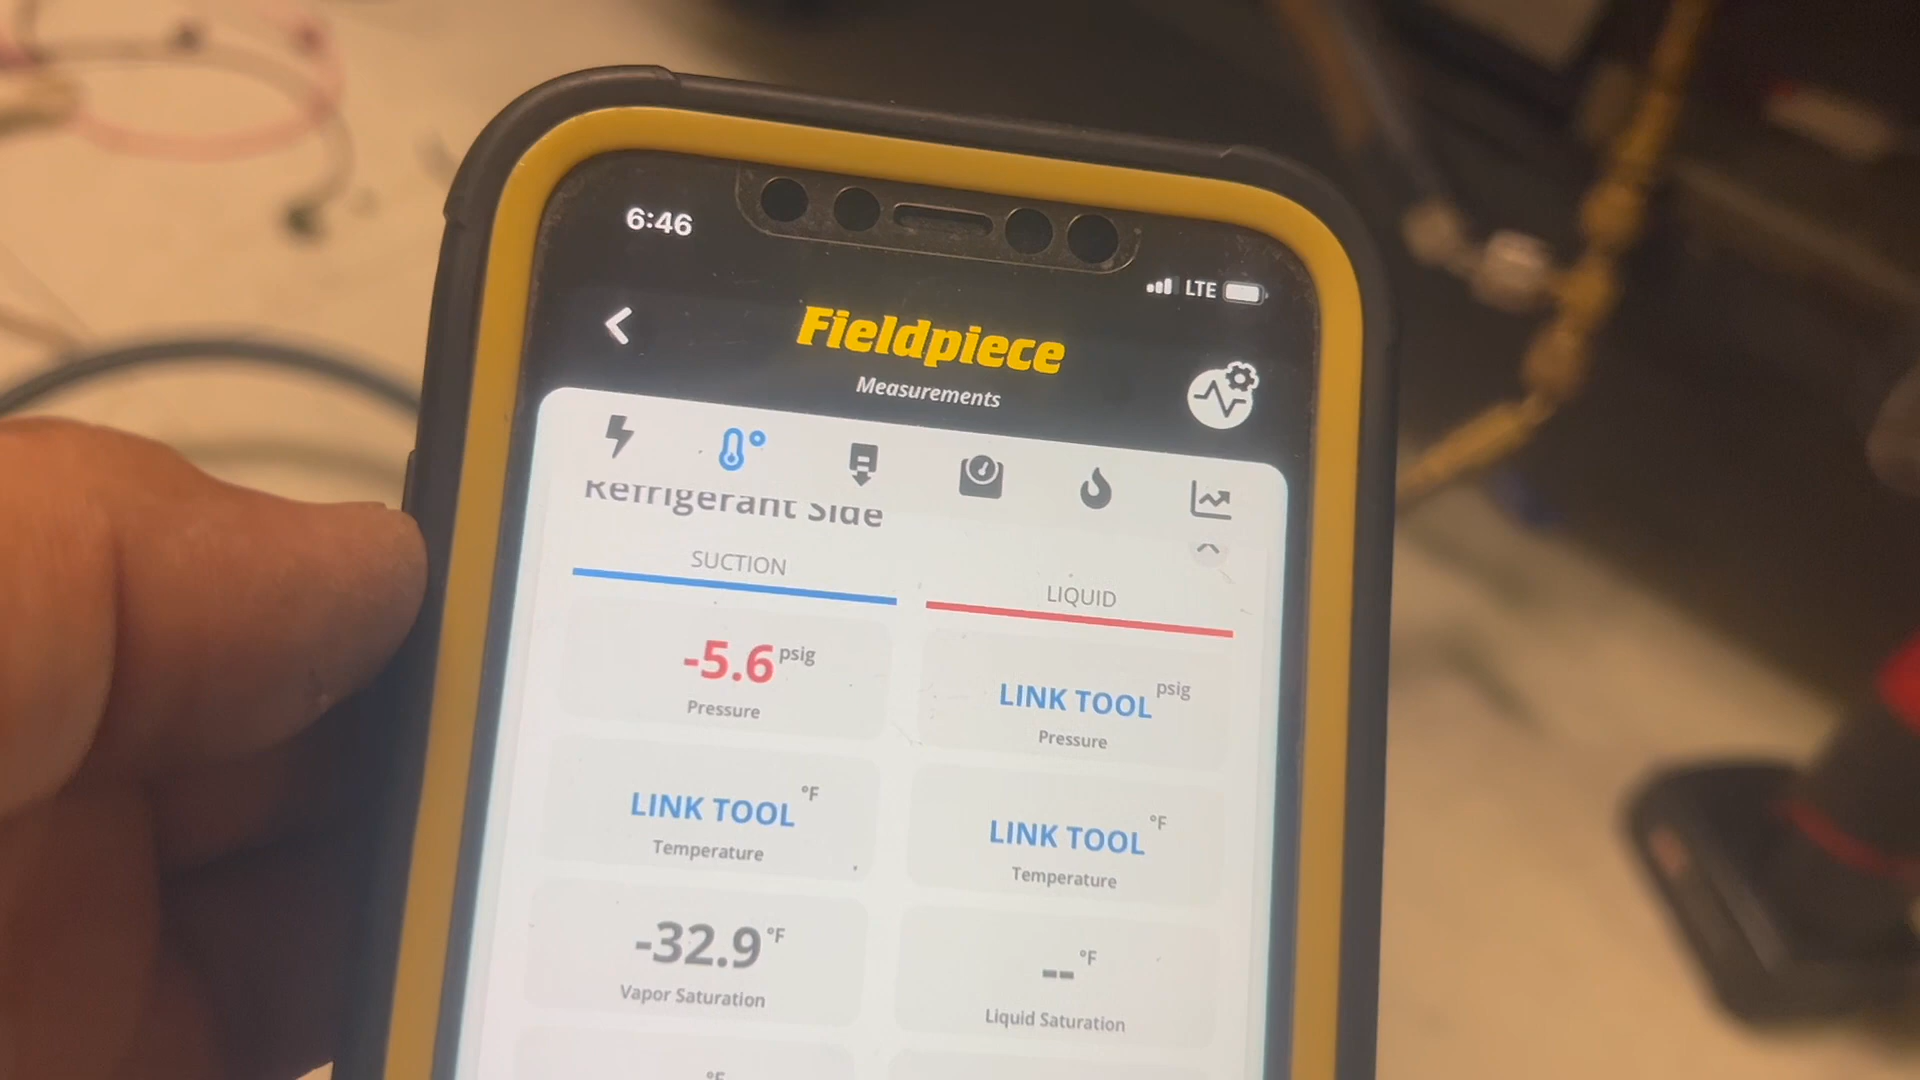 6:46
LTE
Fieldpiece
Measurements
Refrigerant Side
SUCTION
LIQUID
-5.6 psig
Pressure
LINK TOOL psig
Pressure
LINK TOOL °F
Temperature
LINK TOOL °F
Temperature
-32.9 °F
Vapor Saturation
-- °F
Liquid Saturation
°F